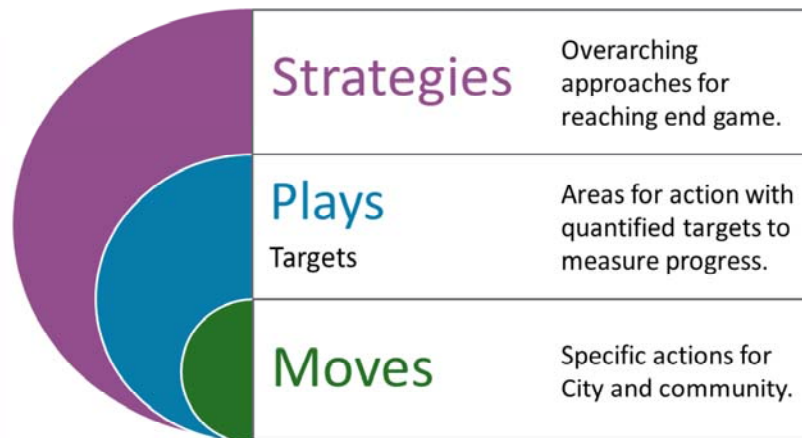 Strategies
Overarching
approaches for
reaching end game.
Plays
Targets
Areas for action with
quantified targets to
measure progress.
Moves
Specific actions for
City and community.